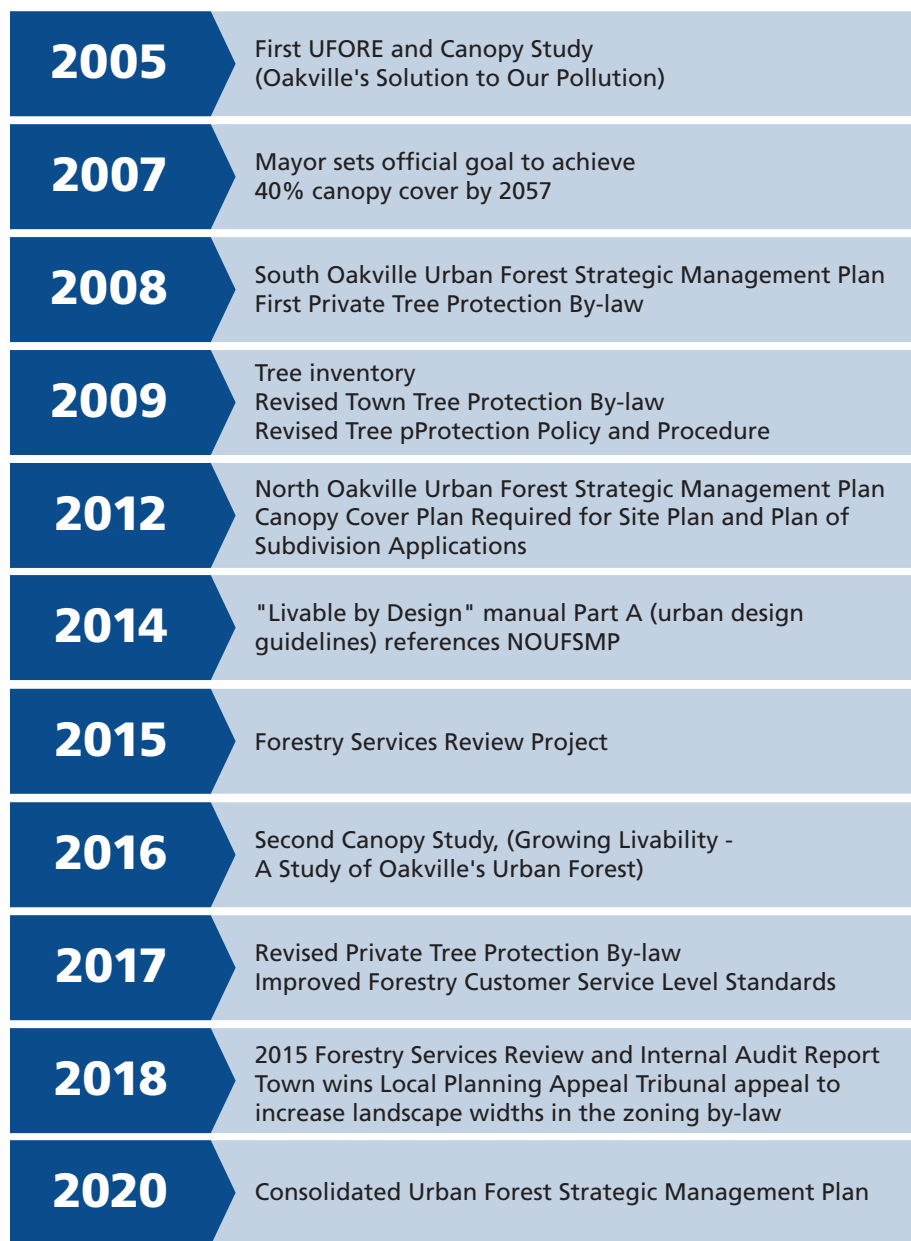 2005
First UFORE and Canopy Study
(Oakville's Solution to Our Pollution)
2007
Mayor sets official goal to achieve
40% canopy cover by 2057
2008
South Oakville Urban Forest Strategic Management Plan
First Private Tree Protection By-law
2009
Tree inventory
Revised Town Tree Protection By-law
Revised Tree pProtection Policy and Procedure
2012
North Oakville Urban Forest Strategic Management Plan
Canopy Cover Plan Required for Site Plan and Plan of
Subdivision Applications
2014
"Livable by Design" manual Part A (urban design
guidelines) references NOUFSMP
2015
Forestry Services Review Project
2016
Second Canopy Study, (Growing Livability -
A Study of Oakville's Urban Forest)
2017
Revised Private Tree Protection By-law
Improved Forestry Customer Service Level Standards
2018
2015 Forestry Services Review and Internal Audit Report
Town wins Local Planning Appeal Tribunal appeal to
increase landscape widths in the zoning by-law
2020
Consolidated Urban Forest Strategic Management Plan